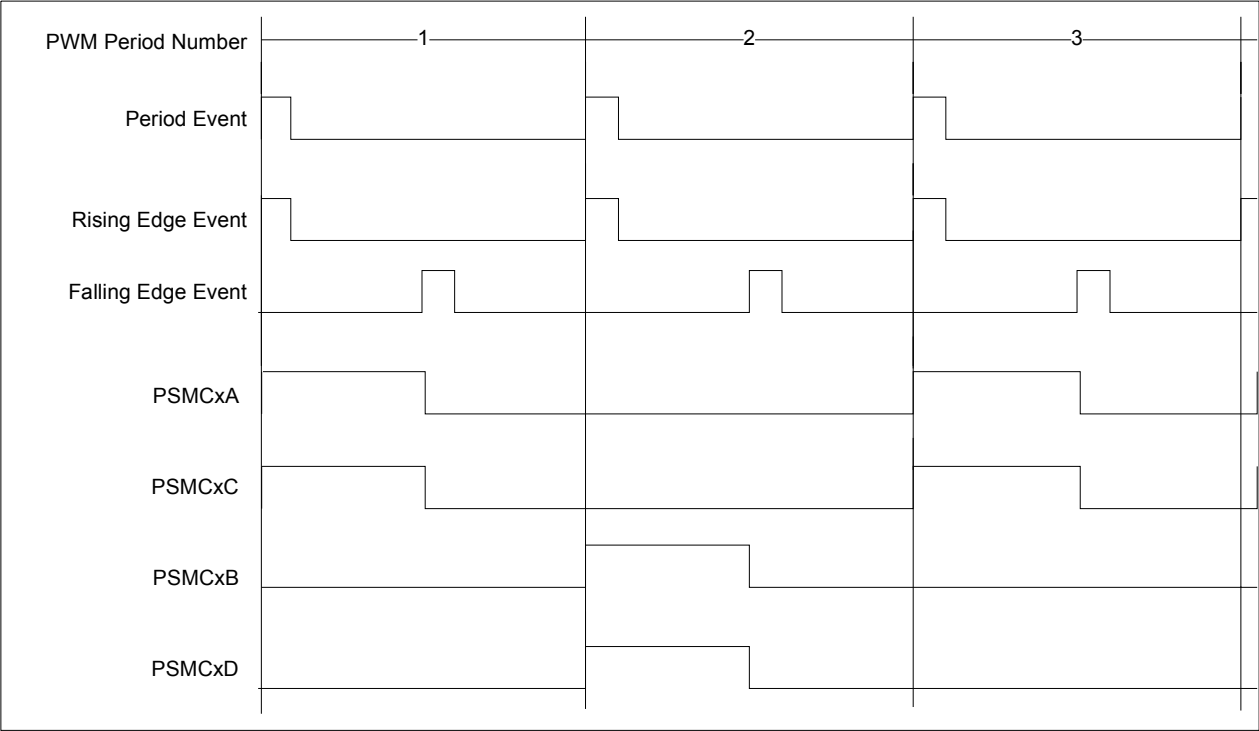 PWM Period Number
1
2
3
Period Event
Rising Edge Event
Falling Edge Event
PSMCxA
PSMCxC
PSMCxB
PSMCxD